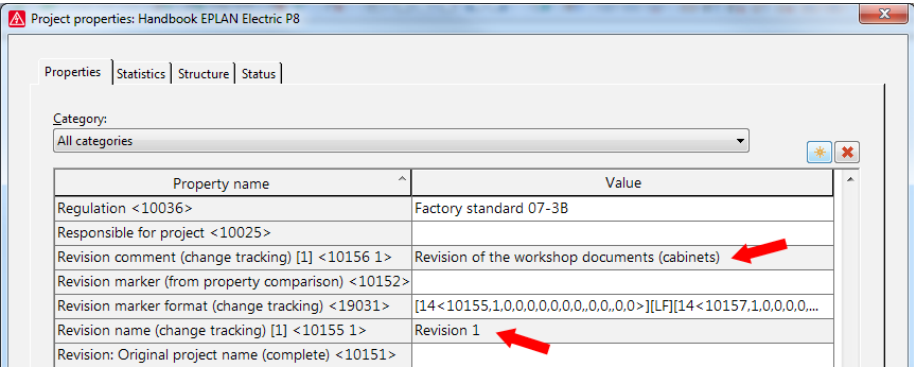 Project properties: Handbook EPLAN Electric P8
Properties Statistics Structure Status
Category:
All categories
Property name Value
Regulation <10036> Factory standard 07-3B
Responsible for project <10025>
Revision comment (change tracking) [1] <10156 1> Revision of the workshop documents (cabinets)
Revision marker (from property comparison) <10152>
Revision marker format (change tracking) <19031> [14<10155,1,0,0,0,0,0,0,0,,0,0,,0,0>][LF][14<10157,1,0,0,0,0,...
Revision name (change tracking) [1] <10155 1> Revision 1
Revision: Original project name (complete) <10151>